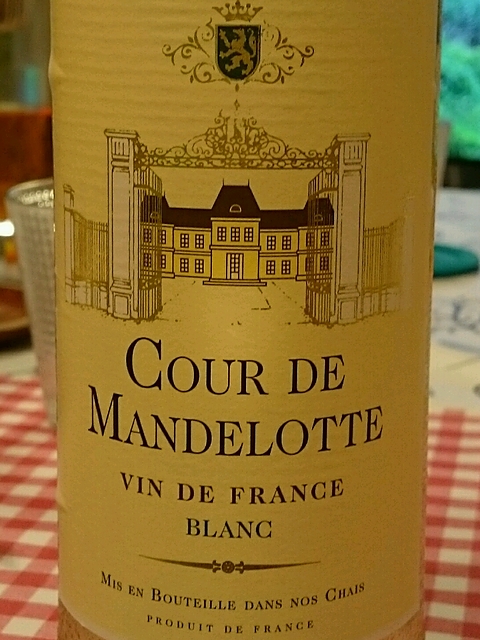 COUR DE
MANDELOTTE
VIN DE FRANCE
BLANC
MIS EN BOUTEILLE DANS NOS CHAIS
PRODUIT DE FRANCE